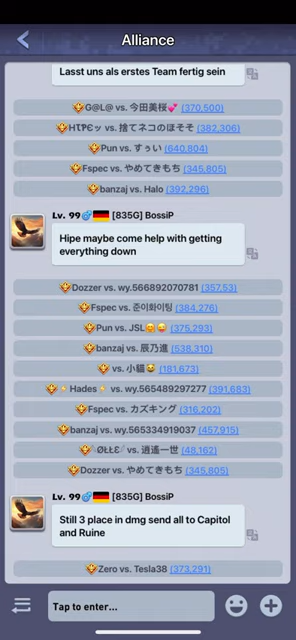 Alliance
Lasst uns als erstes Team fertig sein
G@L@ vs. 今田美桜💕 (370,500)
ҤƖƤЄッ vs. 捨てネコのほそそ (382,306)
Pun vs. すぅい (640,804)
Fspec vs. やめてきもち (345,805)
banzaj vs. Halo (392,296)
Lv. 99 [835G] BossiP
Hipe maybe come help with getting
everything down
Dozzer vs. wy.566892070781 (357,53)
Fspec vs. 준이화이팅 (384,276)
Pun vs. JSL (375,293)
banzaj vs. 辰乃進 (538,310)
vs. 小貓 (181,673)
Hades vs. wy.565489297277 (391,683)
Fspec vs. カズキング (316,202)
banzaj vs. wy.565334919037 (457,915)
ØŁŁƐ vs. 逍遙一世 (48,162)
Dozzer vs. やめてきもち (345,805)
Lv. 99 [835G] BossiP
Still 3 place in dmg send all to Capitol
and Ruine
Zero vs. Tesla38 (373,291)
Tap to enter...